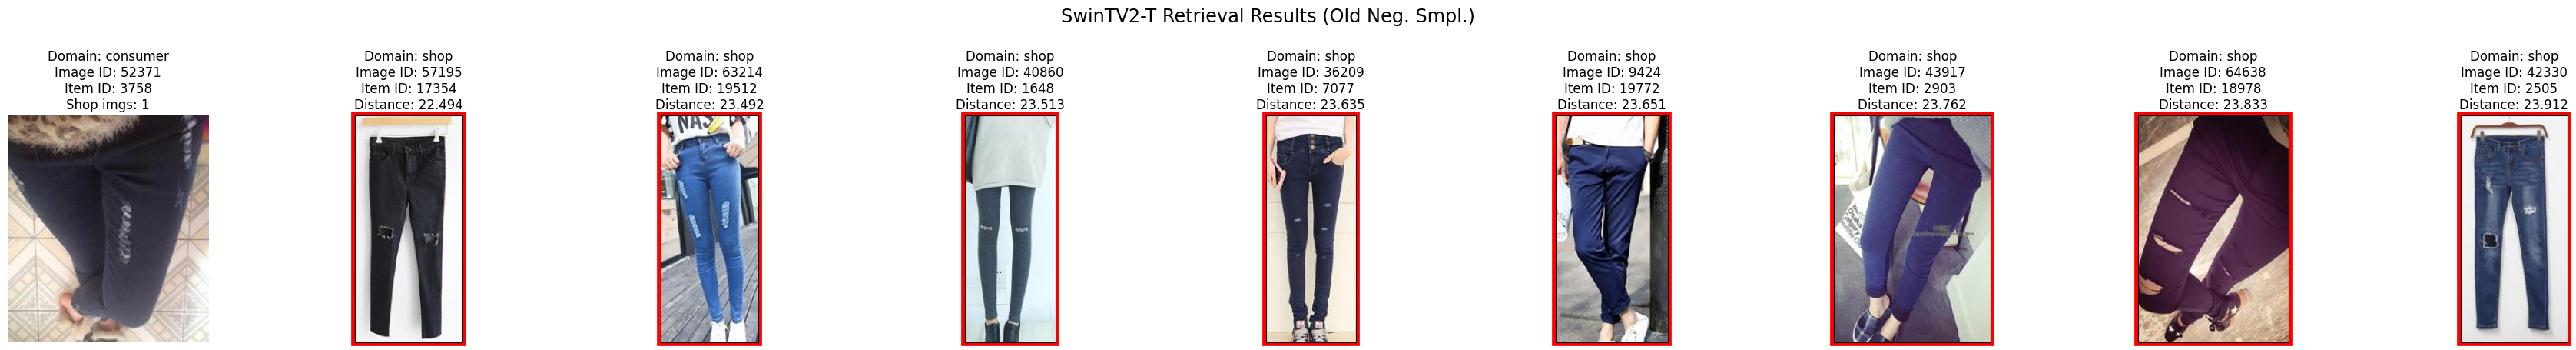 SwinTV2-T Retrieval Results (Old Neg. Smpl.)
Domain: consumer
Image ID: 52371
Item ID: 3758
Shop imgs: 1
Domain: shop
Image ID: 57195
Item ID: 17354
Distance: 22.494
Domain: shop
Image ID: 63214
Item ID: 19512
Distance: 23.492
Domain: shop
Image ID: 40860
Item ID: 1648
Distance: 23.513
Domain: shop
Image ID: 36209
Item ID: 7077
Distance: 23.635
Domain: shop
Image ID: 9424
Item ID: 19772
Distance: 23.651
Domain: shop
Image ID: 43917
Item ID: 2903
Distance: 23.762
Domain: shop
Image ID: 64638
Item ID: 18978
Distance: 23.833
Domain: shop
Image ID: 42330
Item ID: 2505
Distance: 23.912